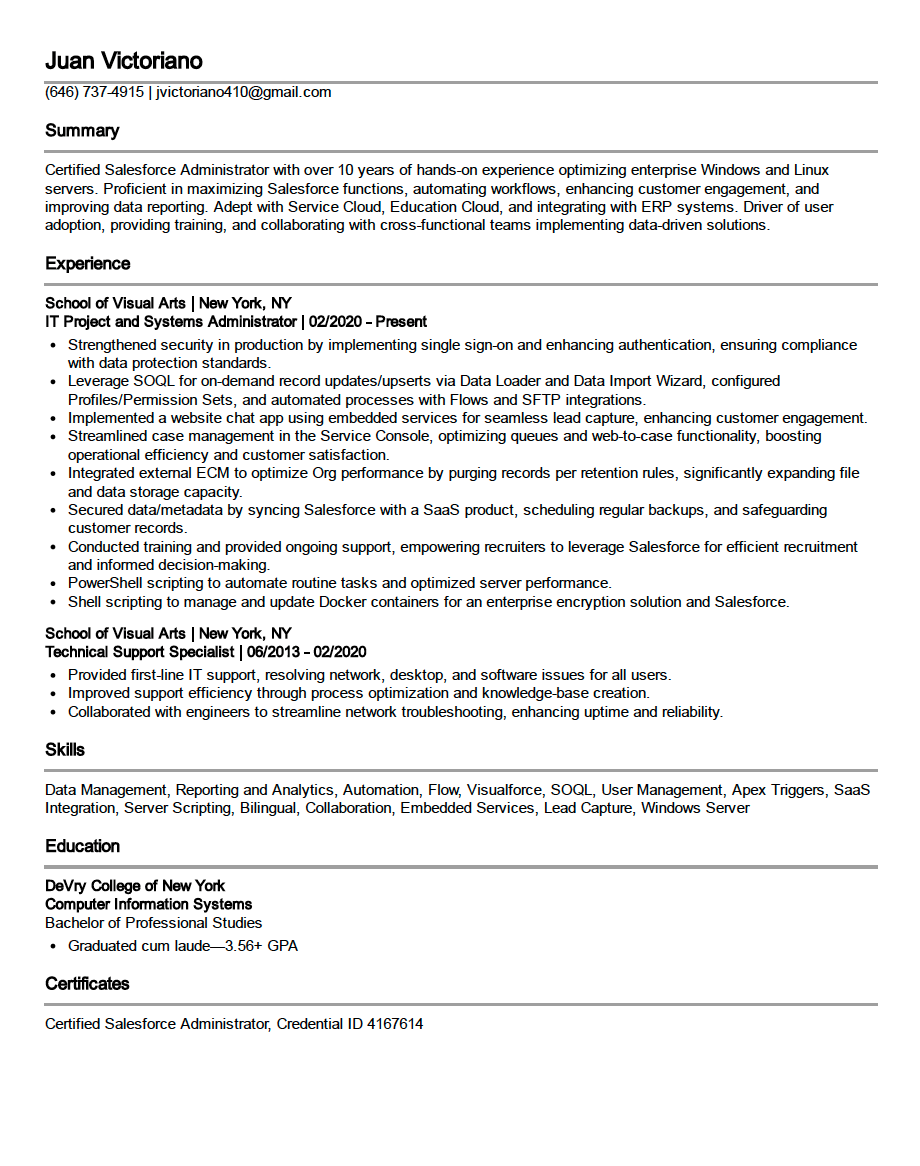 Juan Victoriano
(646) 737-4915 | jvictoriano410@gmail.com
Summary
Certified Salesforce Administrator with over 10 years of hands-on experience optimizing enterprise Windows and Linux
servers. Proficient in maximizing Salesforce functions, automating workflows, enhancing customer engagement, and
improving data reporting. Adept with Service Cloud, Education Cloud, and integrating with ERP systems. Driver of user
adoption, providing training, and collaborating with cross-functional teams implementing data-driven solutions.
Experience
School of Visual Arts | New York, NY
IT Project and Systems Administrator | 02/2020 – Present
• Strengthened security in production by implementing single sign-on and enhancing authentication, ensuring compliance
with data protection standards.
• Leverage SOQL for on-demand record updates/upserts via Data Loader and Data Import Wizard, configured
Profiles/Permission Sets, and automated processes with Flows and SFTP integrations.
• Implemented a website chat app using embedded services for seamless lead capture, enhancing customer engagement.
• Streamlined case management in the Service Console, optimizing queues and web-to-case functionality, boosting
operational efficiency and customer satisfaction.
• Integrated external ECM to optimize Org performance by purging records per retention rules, significantly expanding file
and data storage capacity.
• Secured data/metadata by syncing Salesforce with a SaaS product, scheduling regular backups, and safeguarding
customer records.
• Conducted training and provided ongoing support, empowering recruiters to leverage Salesforce for efficient recruitment
and informed decision-making.
• PowerShell scripting to automate routine tasks and optimized server performance.
• Shell scripting to manage and update Docker containers for an enterprise encryption solution and Salesforce.
School of Visual Arts | New York, NY
Technical Support Specialist | 06/2013 – 02/2020
• Provided first-line IT support, resolving network, desktop, and software issues for all users.
• Improved support efficiency through process optimization and knowledge-base creation.
• Collaborated with engineers to streamline network troubleshooting, enhancing uptime and reliability.
Skills
Data Management, Reporting and Analytics, Automation, Flow, Visualforce, SOQL, User Management, Apex Triggers, SaaS
Integration, Server Scripting, Bilingual, Collaboration, Embedded Services, Lead Capture, Windows Server
Education
DeVry College of New York
Computer Information Systems
Bachelor of Professional Studies
• Graduated cum laude—3.56+ GPA
Certificates
Certified Salesforce Administrator, Credential ID 4167614